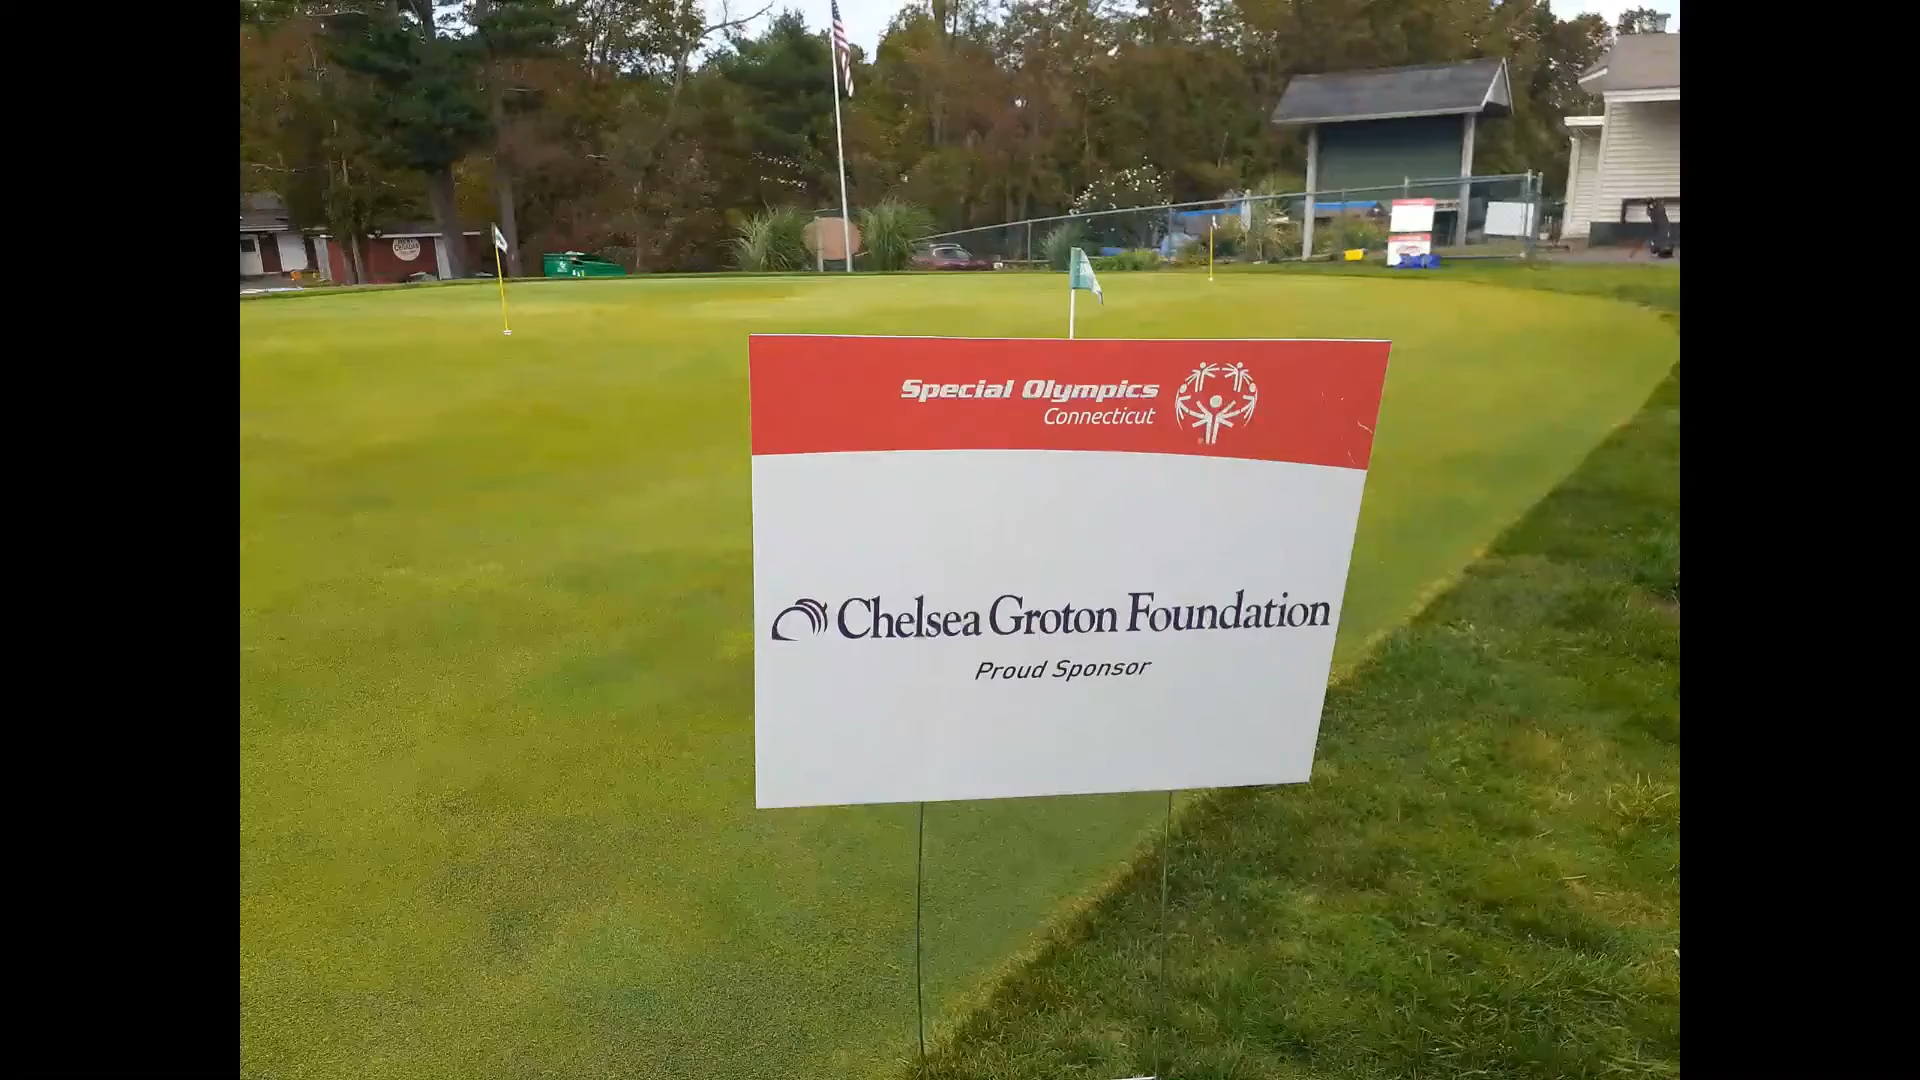 Special Olympics
Connecticut
Chelsea Groton Foundation
Proud Sponsor